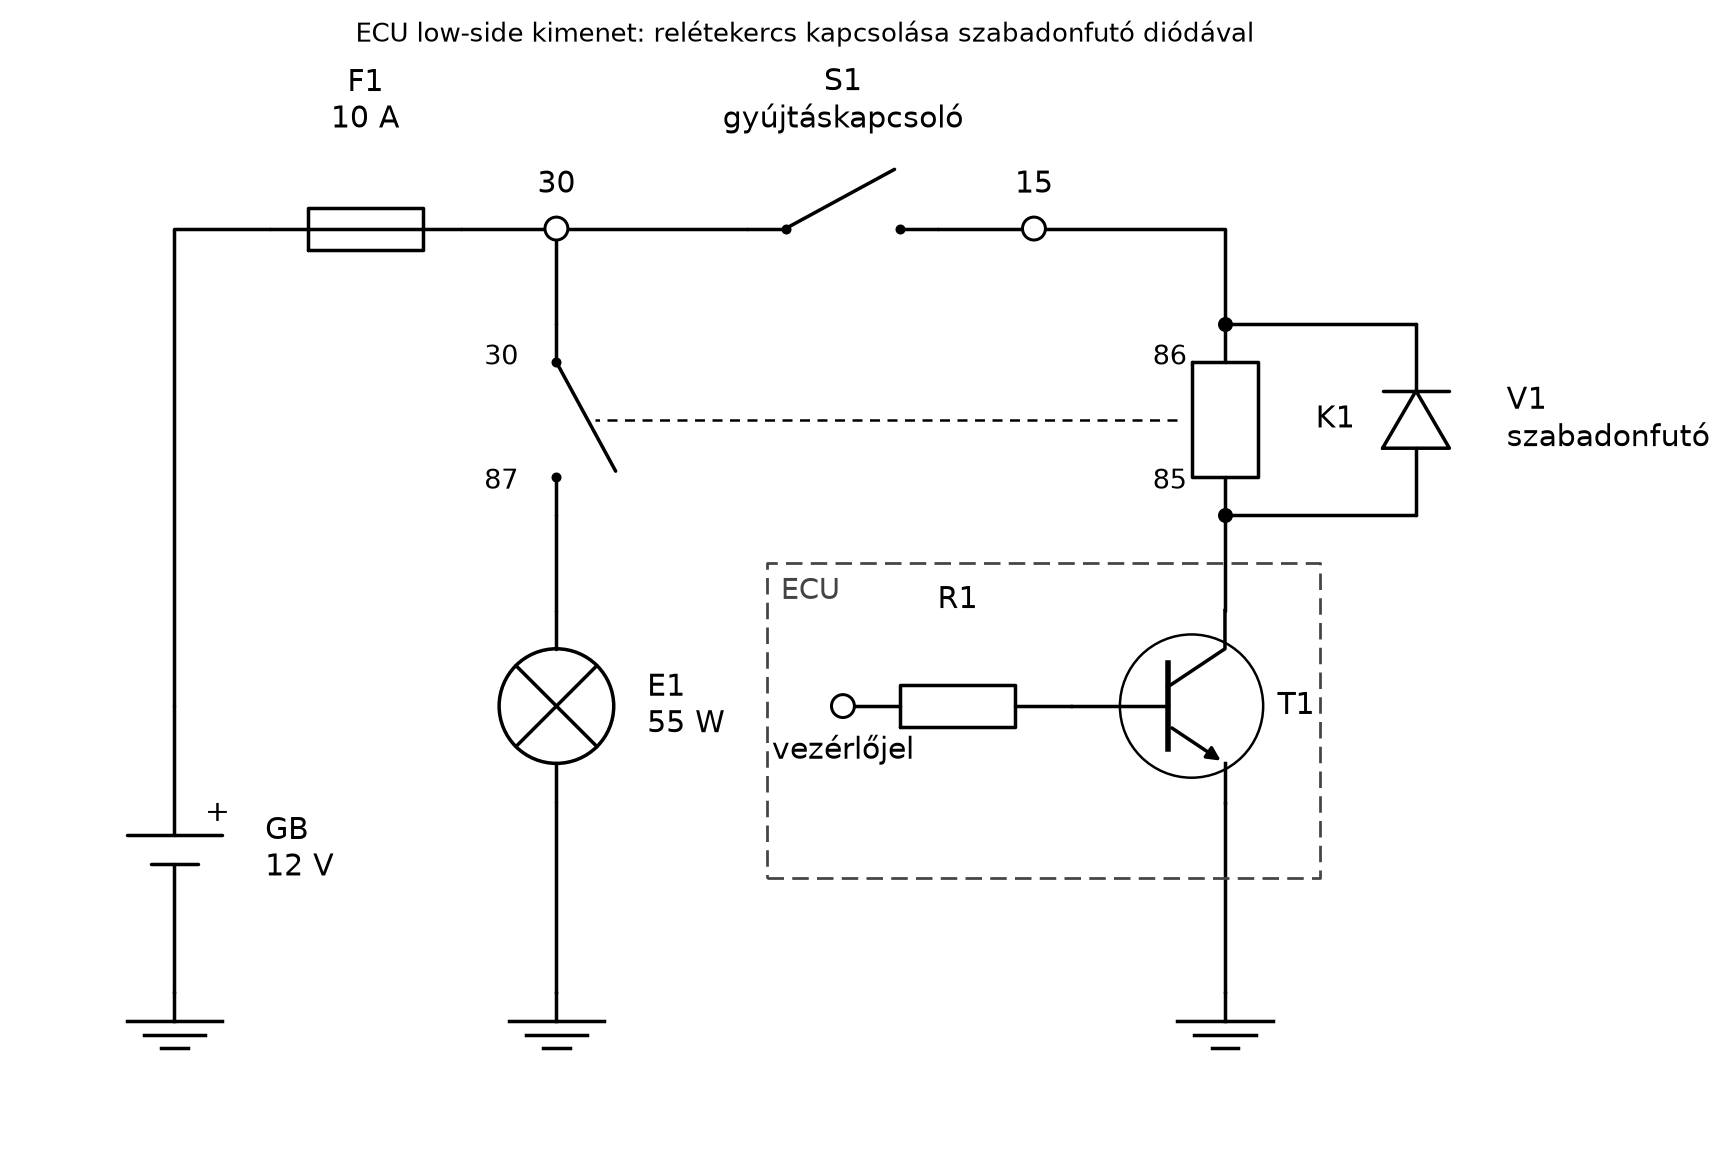 ECU low-side kimenet: relétekercs kapcsolása szabadonfutó diódával
F1
10 A
S1
gyújtáskapcsoló
30
15
30
87
86
85
K1
V1
szabadonfutó
ECU
R1
vezérlőjel
T1
E1
55 W
+
GB
12 V